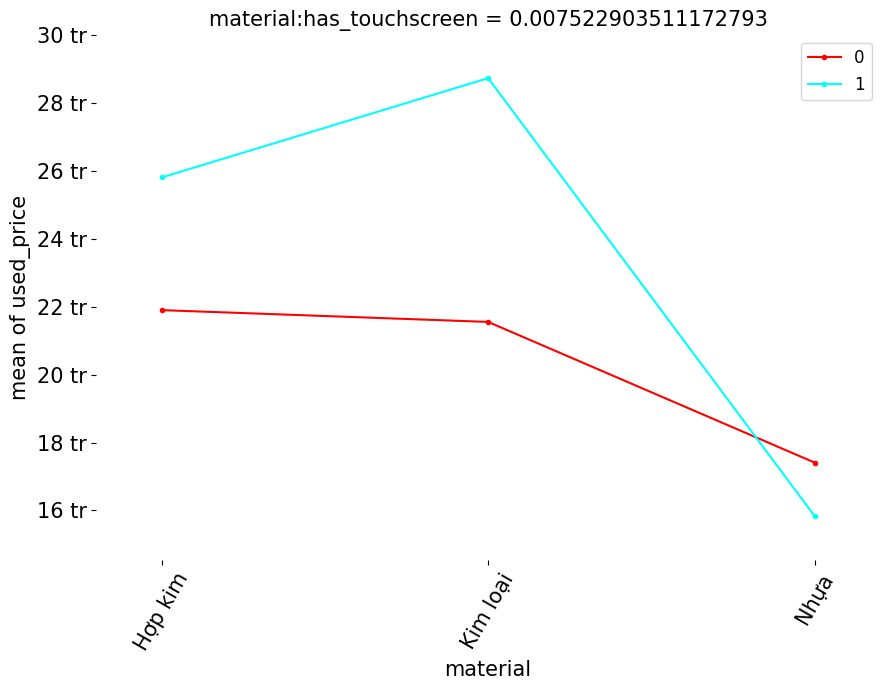 material:has_touchscreen = 0.007522903511172793
30 tr
28 tr
26 tr
24 tr
22 tr
20 tr
18 tr
16 tr
mean of used_price
0
1
Hợp kim
Kim loại
Nhựa
material